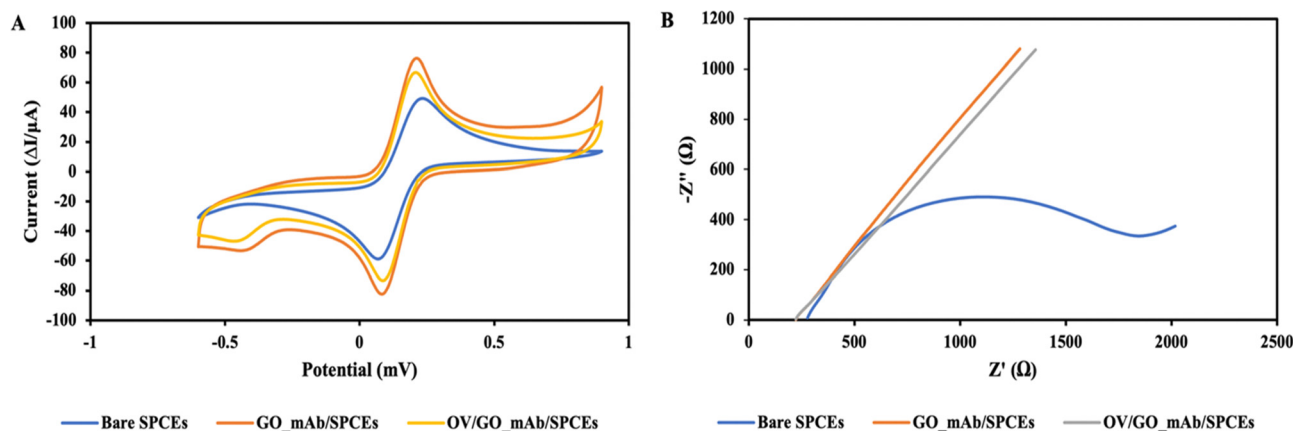 A
Current (ΔI/μA)
100
80
60
40
20
0
-20
-40
-60
-80
-100
-1
-0.5
0
0.5
1
Potential (mV)
Bare SPCEs
GO_mAb/SPCEs
OV/GO_mAb/SPCEs
B
-Z" (Ω)
1200
1000
800
600
400
200
0
0
500
1000
1500
2000
2500
Z' (Ω)
Bare SPCEs
GO_mAb/SPCEs
OV/GO_mAb/SPCEs